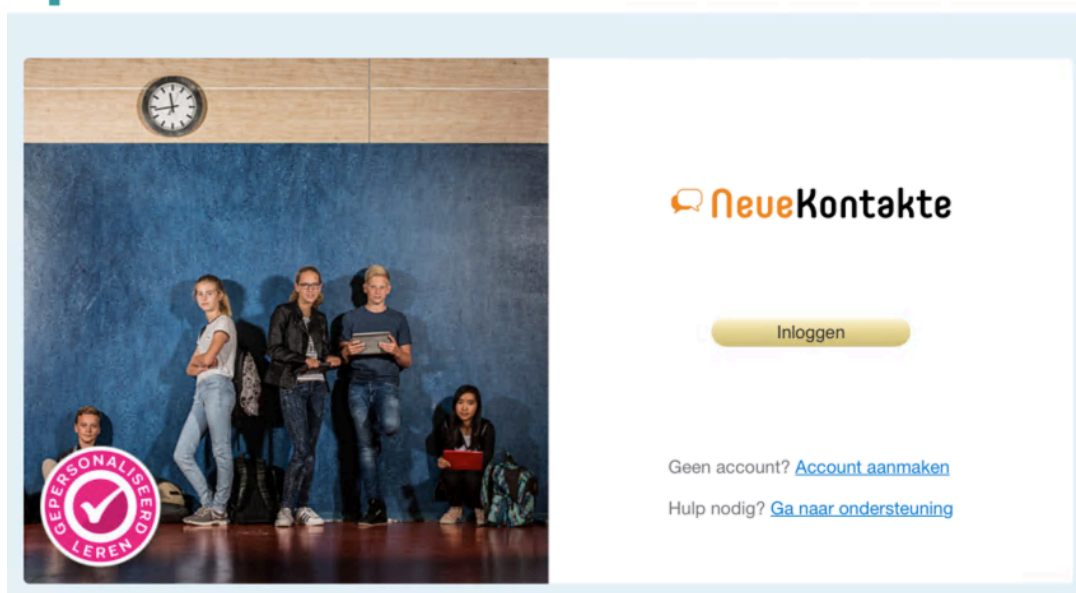 NeueKontakte
Inloggen
Geen account? Account aanmaken
Hulp nodig? Ga naar ondersteuning
GEPERSONALISEERD
LEREN